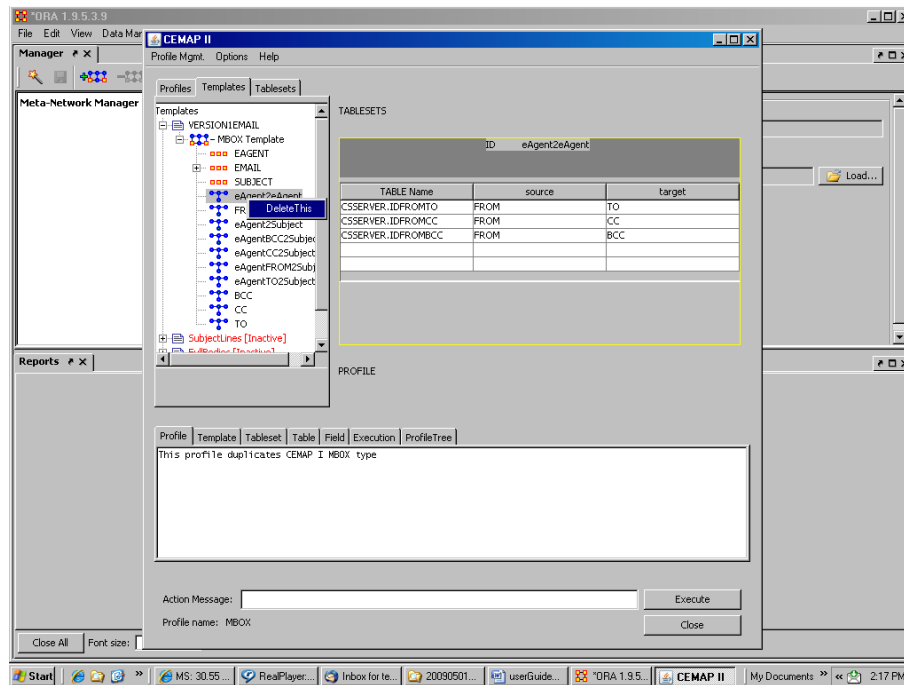 *ORA 1.9.5.3.9
File Edit View Data Mar
Manager
Meta-Network Manager
CEMAP II
Profile Mgmt. Options Help
Profiles Templates Tablesets
Templates
VERSION1EMAIL
- MBOX Template
EAGENT
EMAIL
SUBJECT
eAgent2eAgent
FR
DeleteThis
eAgent2Subject
eAgentBCC2Subjec
eAgentCC2Subject
eAgentFROM2Subj
eAgentTO2Subject
BCC
CC
TO
SubjectLines [Inactive]
FullBodies [Inactive]
TABLESETS
ID eAgent2eAgent
TABLE Name source target
CSSERVER.IDFROMTO FROM TO
CSSERVER.IDFROMCC FROM CC
CSSERVER.IDFROMBCC FROM BCC
Load...
PROFILE
Reports
Profile Template Tableset Table Field Execution ProfileTree
This profile duplicates CEMAP I MBOX type
Action Message:
Execute
Profile name: MBOX
Close
Close All Font size:
Start » MS: 30.55 ... RealPlayer:... Inbox for te... 20090501... userGuide... *ORA 1.9.5... CEMAP II My Documents » « 2:17 PM